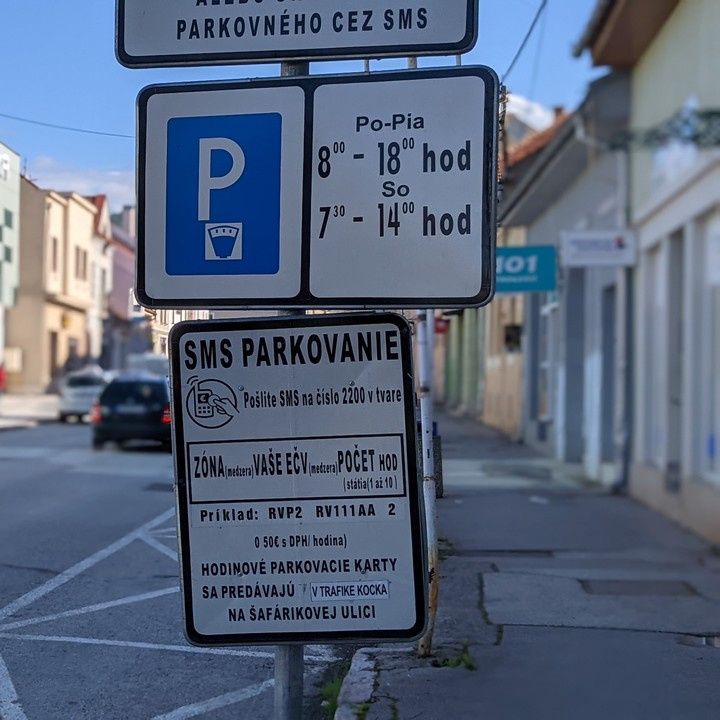 PARKOVNÉHO CEZ SMS
P
Po-Pia
8⁰⁰ - 18⁰⁰ hod
So
7³⁰ - 14⁰⁰ hod
101
SMS PARKOVANIE
Pošlite SMS na číslo 2200 v tvare
ZÓNA(medzera)VAŠE EČV(medzera)POČET HOD
(státia(1 až 10)
Príklad: RVP2 RV111AA 2
0 50€ s DPH/ hodina)
HODINOVÉ PARKOVACIE KARTY
SA PREDÁVAJÚ V TRAFIKE KOCKA
NA ŠAFÁRIKOVEJ ULICI